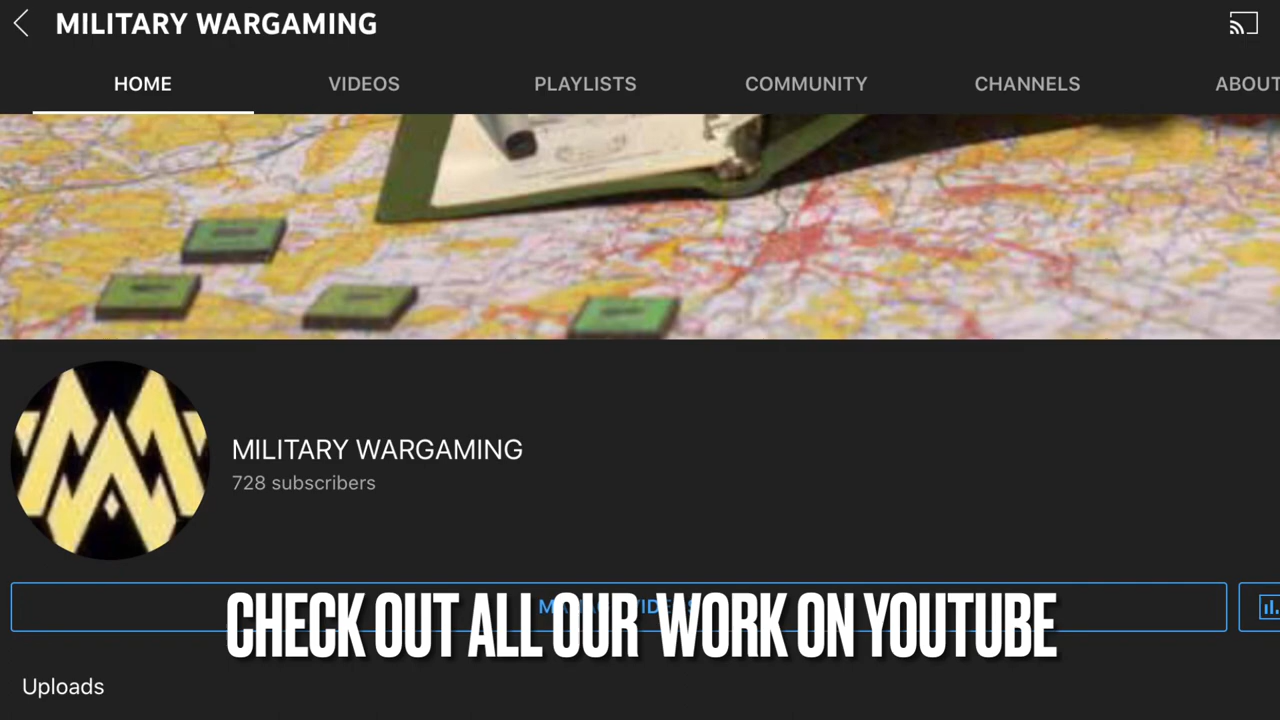 MILITARY WARGAMING
HOME VIDEOS PLAYLISTS COMMUNITY CHANNELS ABOUT
MILITARY WARGAMING
728 subscribers
CHECK OUT ALL OUR WORK ON YOUTUBE
Uploads